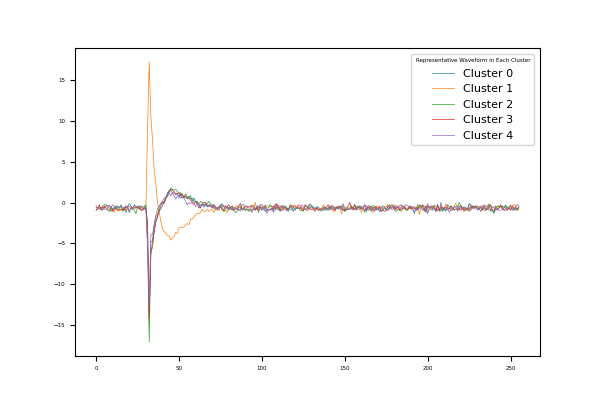 Representative Waveform in Each Cluster
Cluster 0
Cluster 1
Cluster 2
Cluster 3
Cluster 4
15
10
5
0
−5
−10
−15
0 50 100 150 200 250